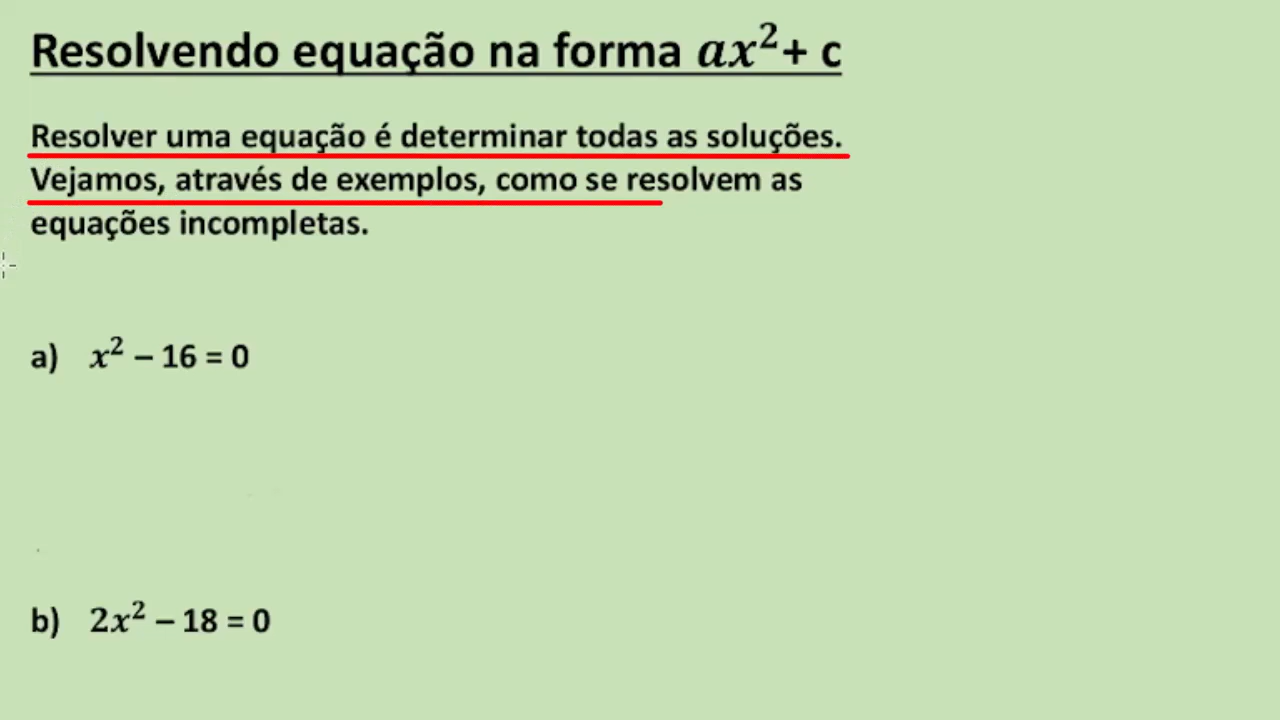 Resolvendo equação na forma ax²+ c
Resolver uma equação é determinar todas as soluções.
Vejamos, através de exemplos, como se resolvem as
equações incompletas.
a) x² – 16 = 0
b) 2x² – 18 = 0